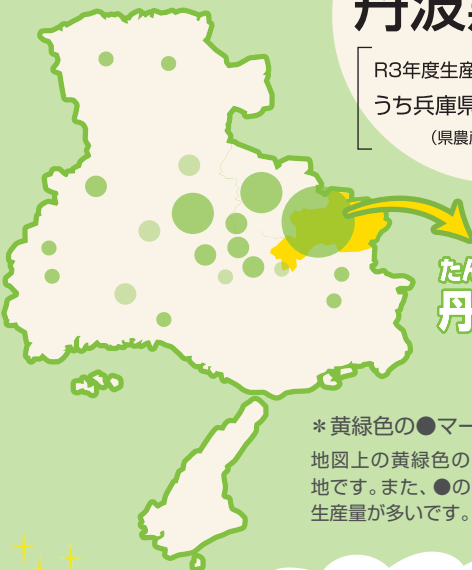 丹波
R3年度生産
うち兵庫県
（県農産
たん
丹
＊黄緑色の●マー
地図上の黄緑色の
地です。また、●の
生産量が多いです。